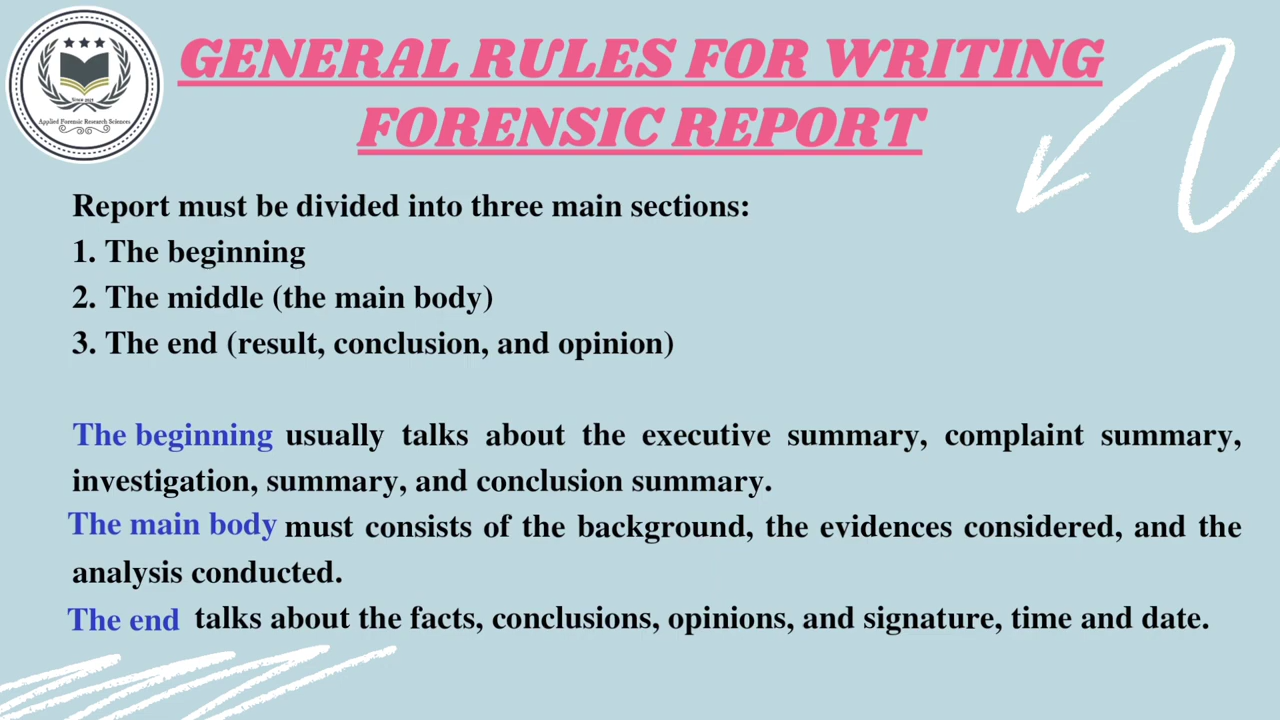 Since 2021
Applied Forensic Research Sciences
GENERAL RULES FOR WRITING
FORENSIC REPORT
Report must be divided into three main sections:
1. The beginning
2. The middle (the main body)
3. The end (result, conclusion, and opinion)
The beginning usually talks about the executive summary, complaint summary,
investigation, summary, and conclusion summary.
The main body must consists of the background, the evidences considered, and the
analysis conducted.
The end talks about the facts, conclusions, opinions, and signature, time and date.